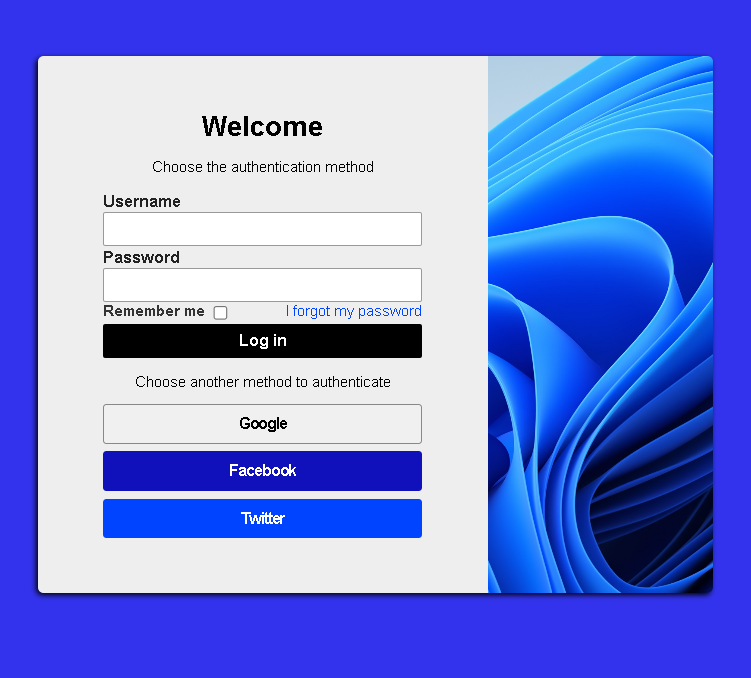 Welcome
Choose the authentication method
Username
Password
Remember me I forgot my password
Log in
Choose another method to authenticate
Google
Facebook
Twitter